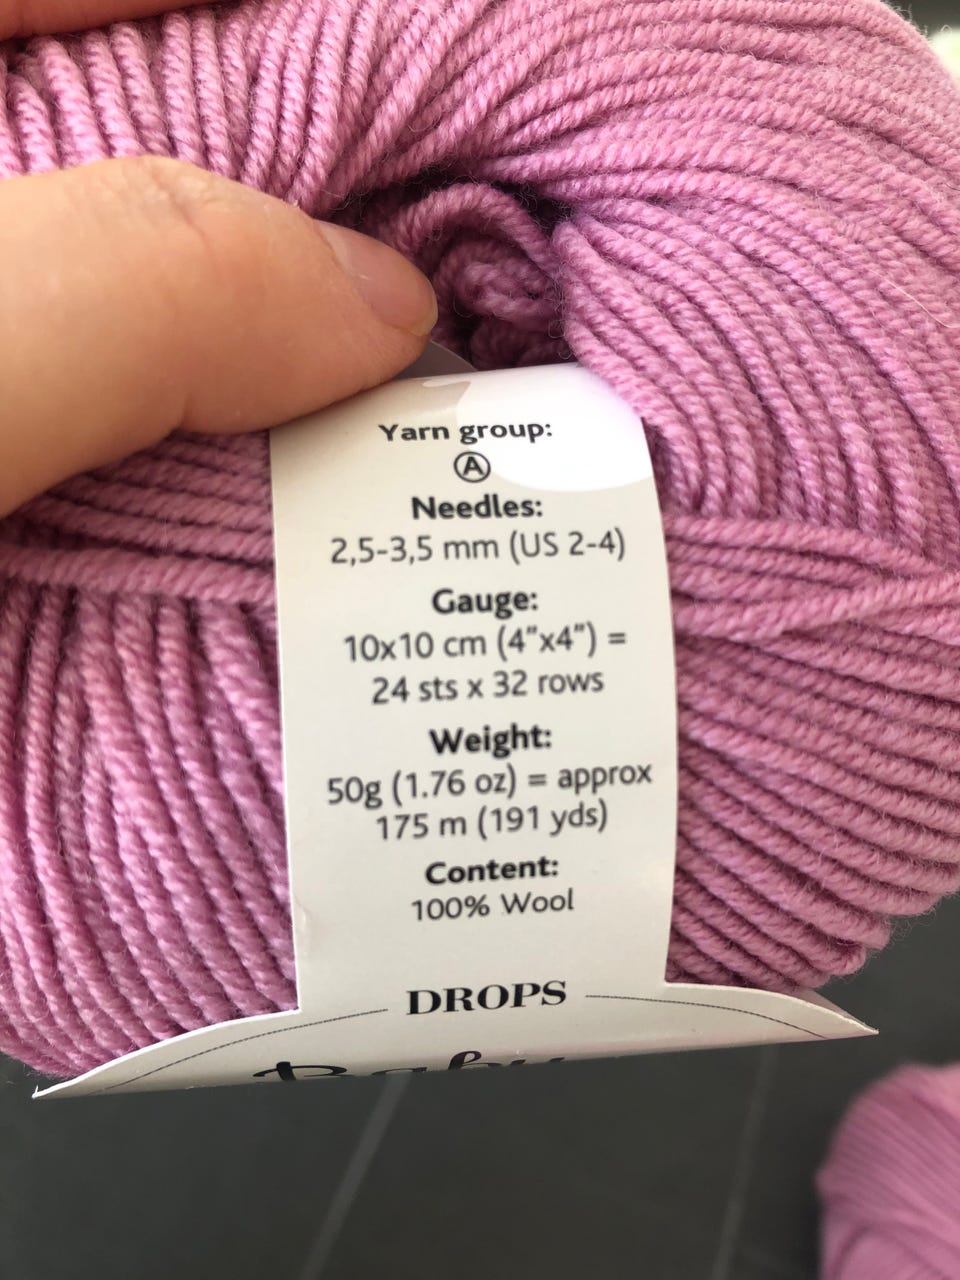 Yarn group:
Ⓐ
Needles:
2,5-3,5 mm (US 2-4)
Gauge:
10x10 cm (4”x4”) =
24 sts x 32 rows
Weight:
50g (1.76 oz) = approx
175 m (191 yds)
Content:
100% Wool
DROPS
Baby